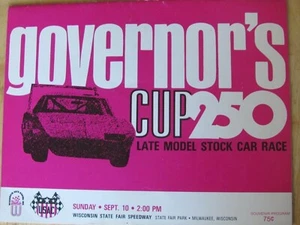 governor's
CUP 250
LATE MODEL STOCK CAR RACE
SUNDAY • SEPT. 10 • 2:00 PM
WISCONSIN STATE FAIR SPEEDWAY STATE FAIR PARK • MILWAUKEE, WISCONSIN
75¢